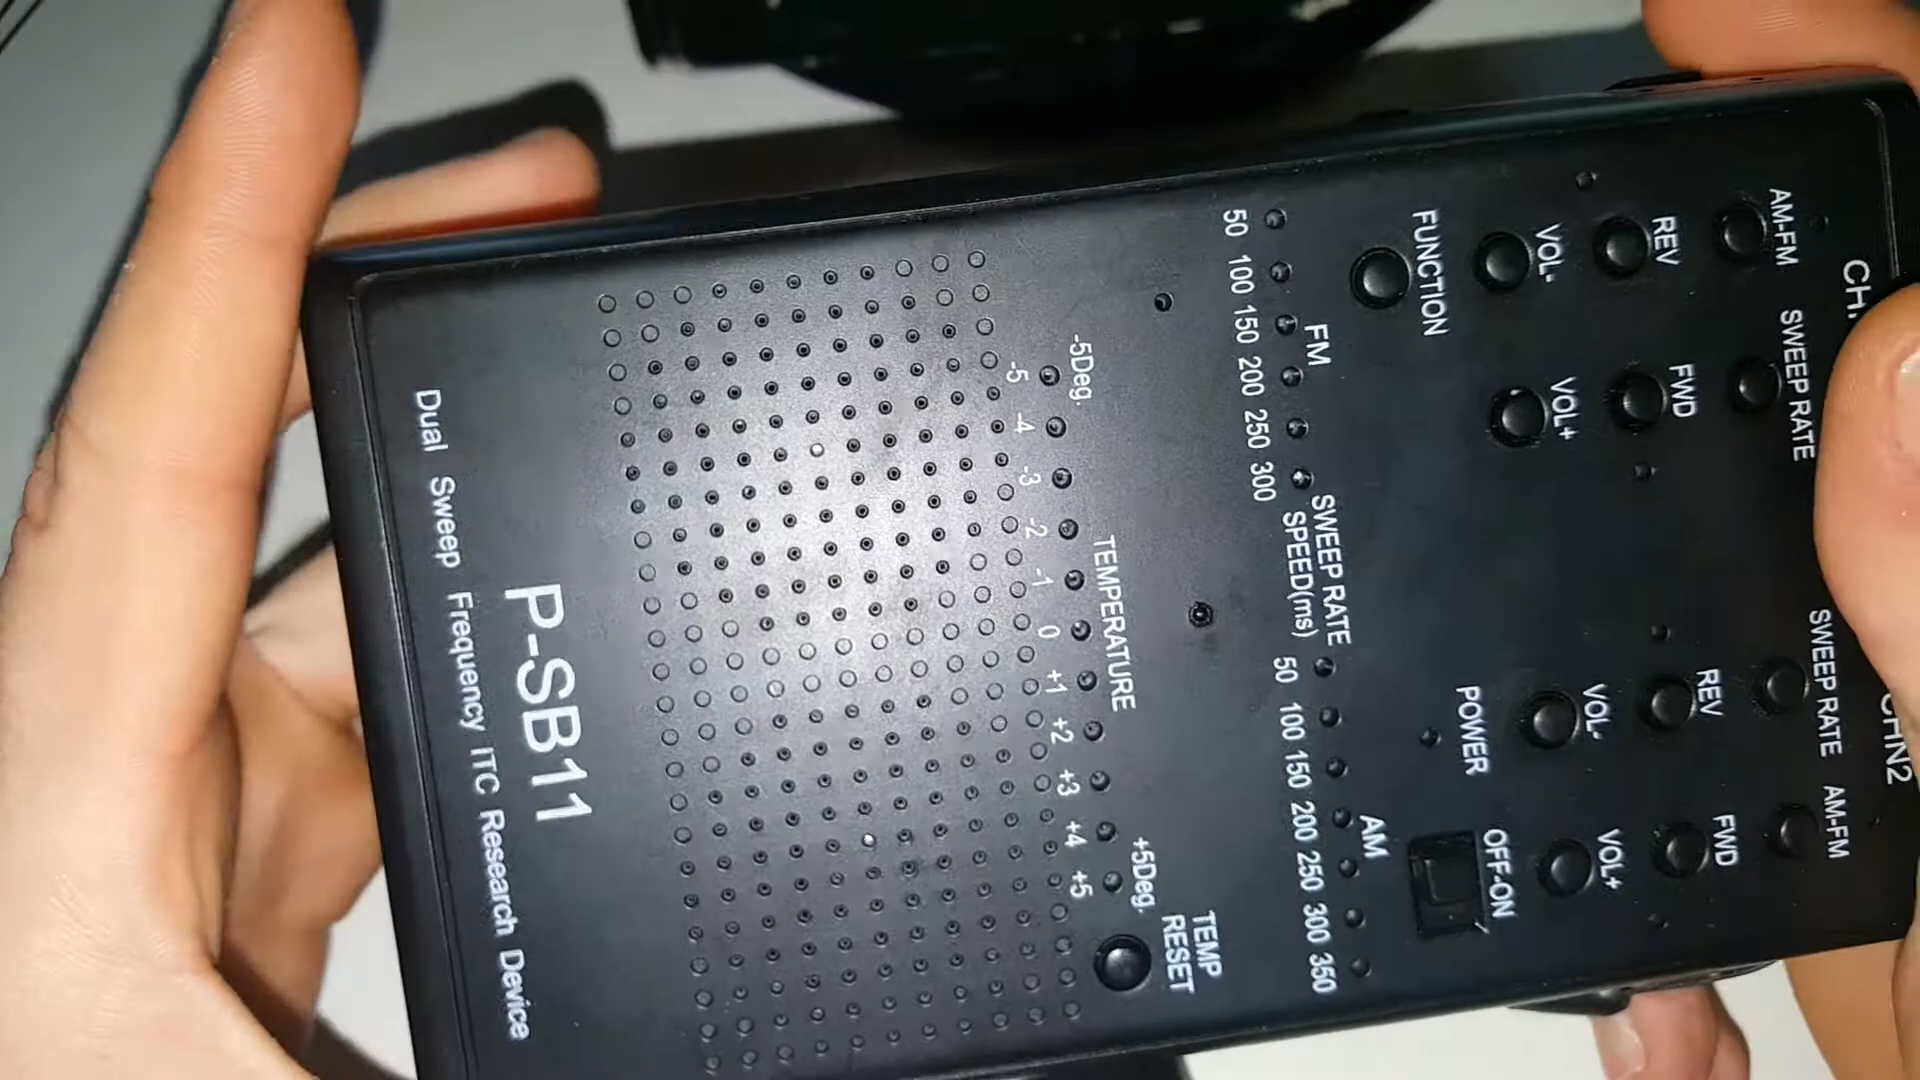 CHN2
AM-FM
SWEEP RATE
SWEEP RATE
AM-FM
REV
FWD
REV
FWD
VOL-
VOL+
VOL-
VOL+
FUNCTION
POWER
OFF-ON
FM
SWEEP RATE
SPEED(ms)
AM
50 100 150 200 250 300
50 100 150 200 250 300 350
TEMP
RESET
-5Deg.
TEMPERATURE
+5Deg.
-5 -4 -3 -2 -1 0 +1 +2 +3 +4 +5
P-SB11
Dual Sweep Frequency ITC Research Device